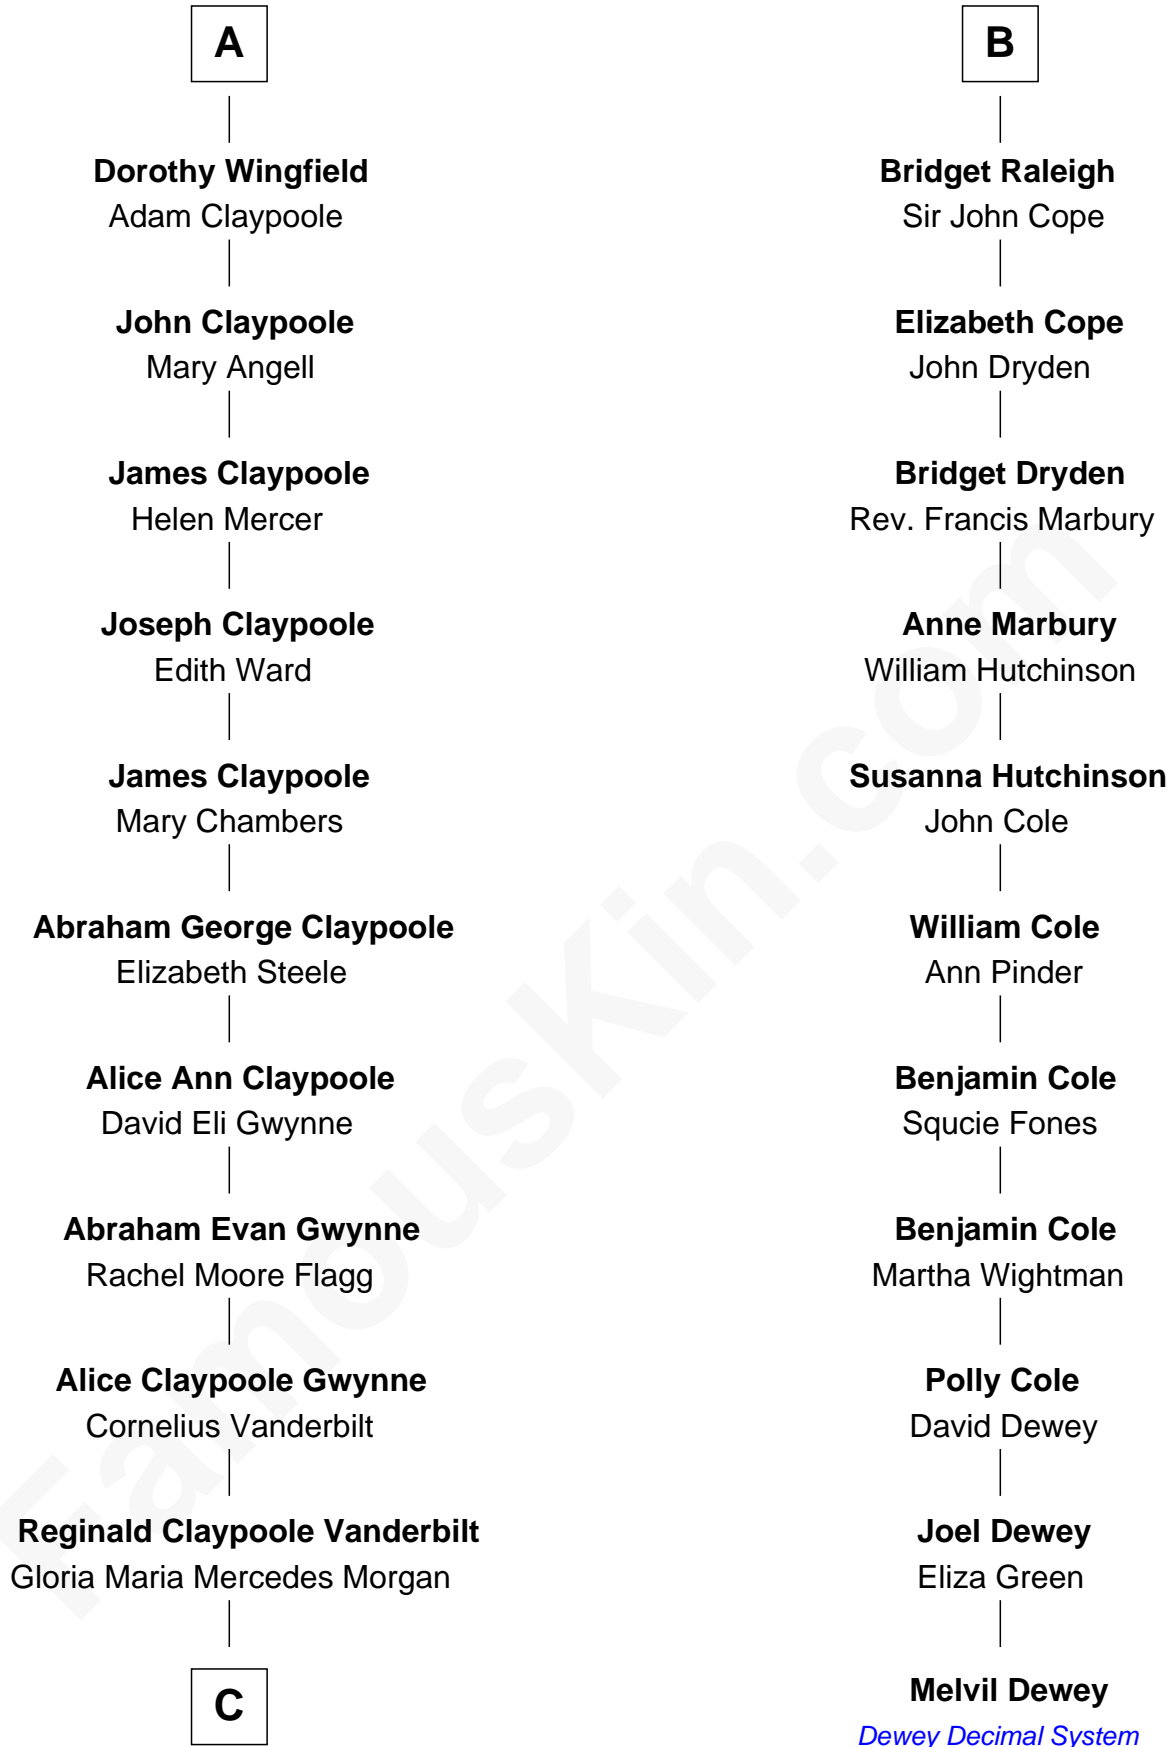 A
Dorothy Wingfield
Adam Claypoole
John Claypoole
Mary Angell
James Claypoole
Helen Mercer
Joseph Claypoole
Edith Ward
James Claypoole
Mary Chambers
Abraham George Claypoole
Elizabeth Steele
Alice Ann Claypoole
David Eli Gwynne
Abraham Evan Gwynne
Rachel Moore Flagg
Alice Claypoole Gwynne
Cornelius Vanderbilt
Reginald Claypoole Vanderbilt
Gloria Maria Mercedes Morgan
C
B
Bridget Raleigh
Sir John Cope
Elizabeth Cope
John Dryden
Bridget Dryden
Rev. Francis Marbury
Anne Marbury
William Hutchinson
Susanna Hutchinson
John Cole
William Cole
Ann Pinder
Benjamin Cole
Squcie Fones
Benjamin Cole
Martha Wightman
Polly Cole
David Dewey
Joel Dewey
Eliza Green
Melvil Dewey
Dewey Decimal System
FamousKin.com